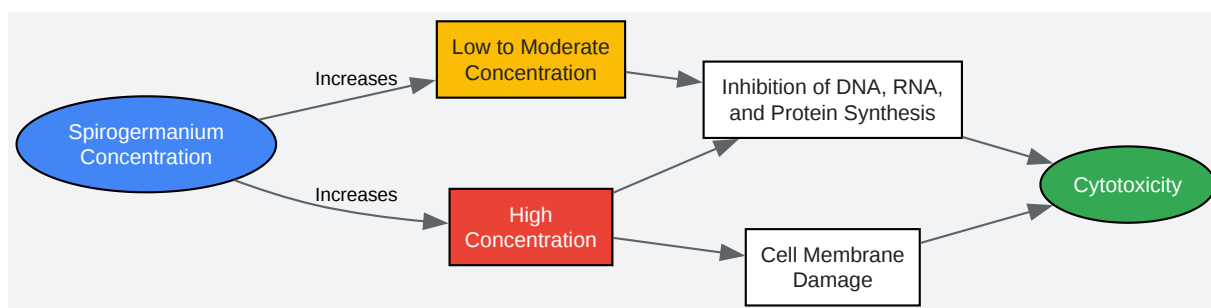 Spirogermanium
Concentration
Increases
Increases
Low to Moderate
Concentration
High
Concentration
Inhibition of DNA, RNA,
and Protein Synthesis
Cell Membrane
Damage
Cytotoxicity